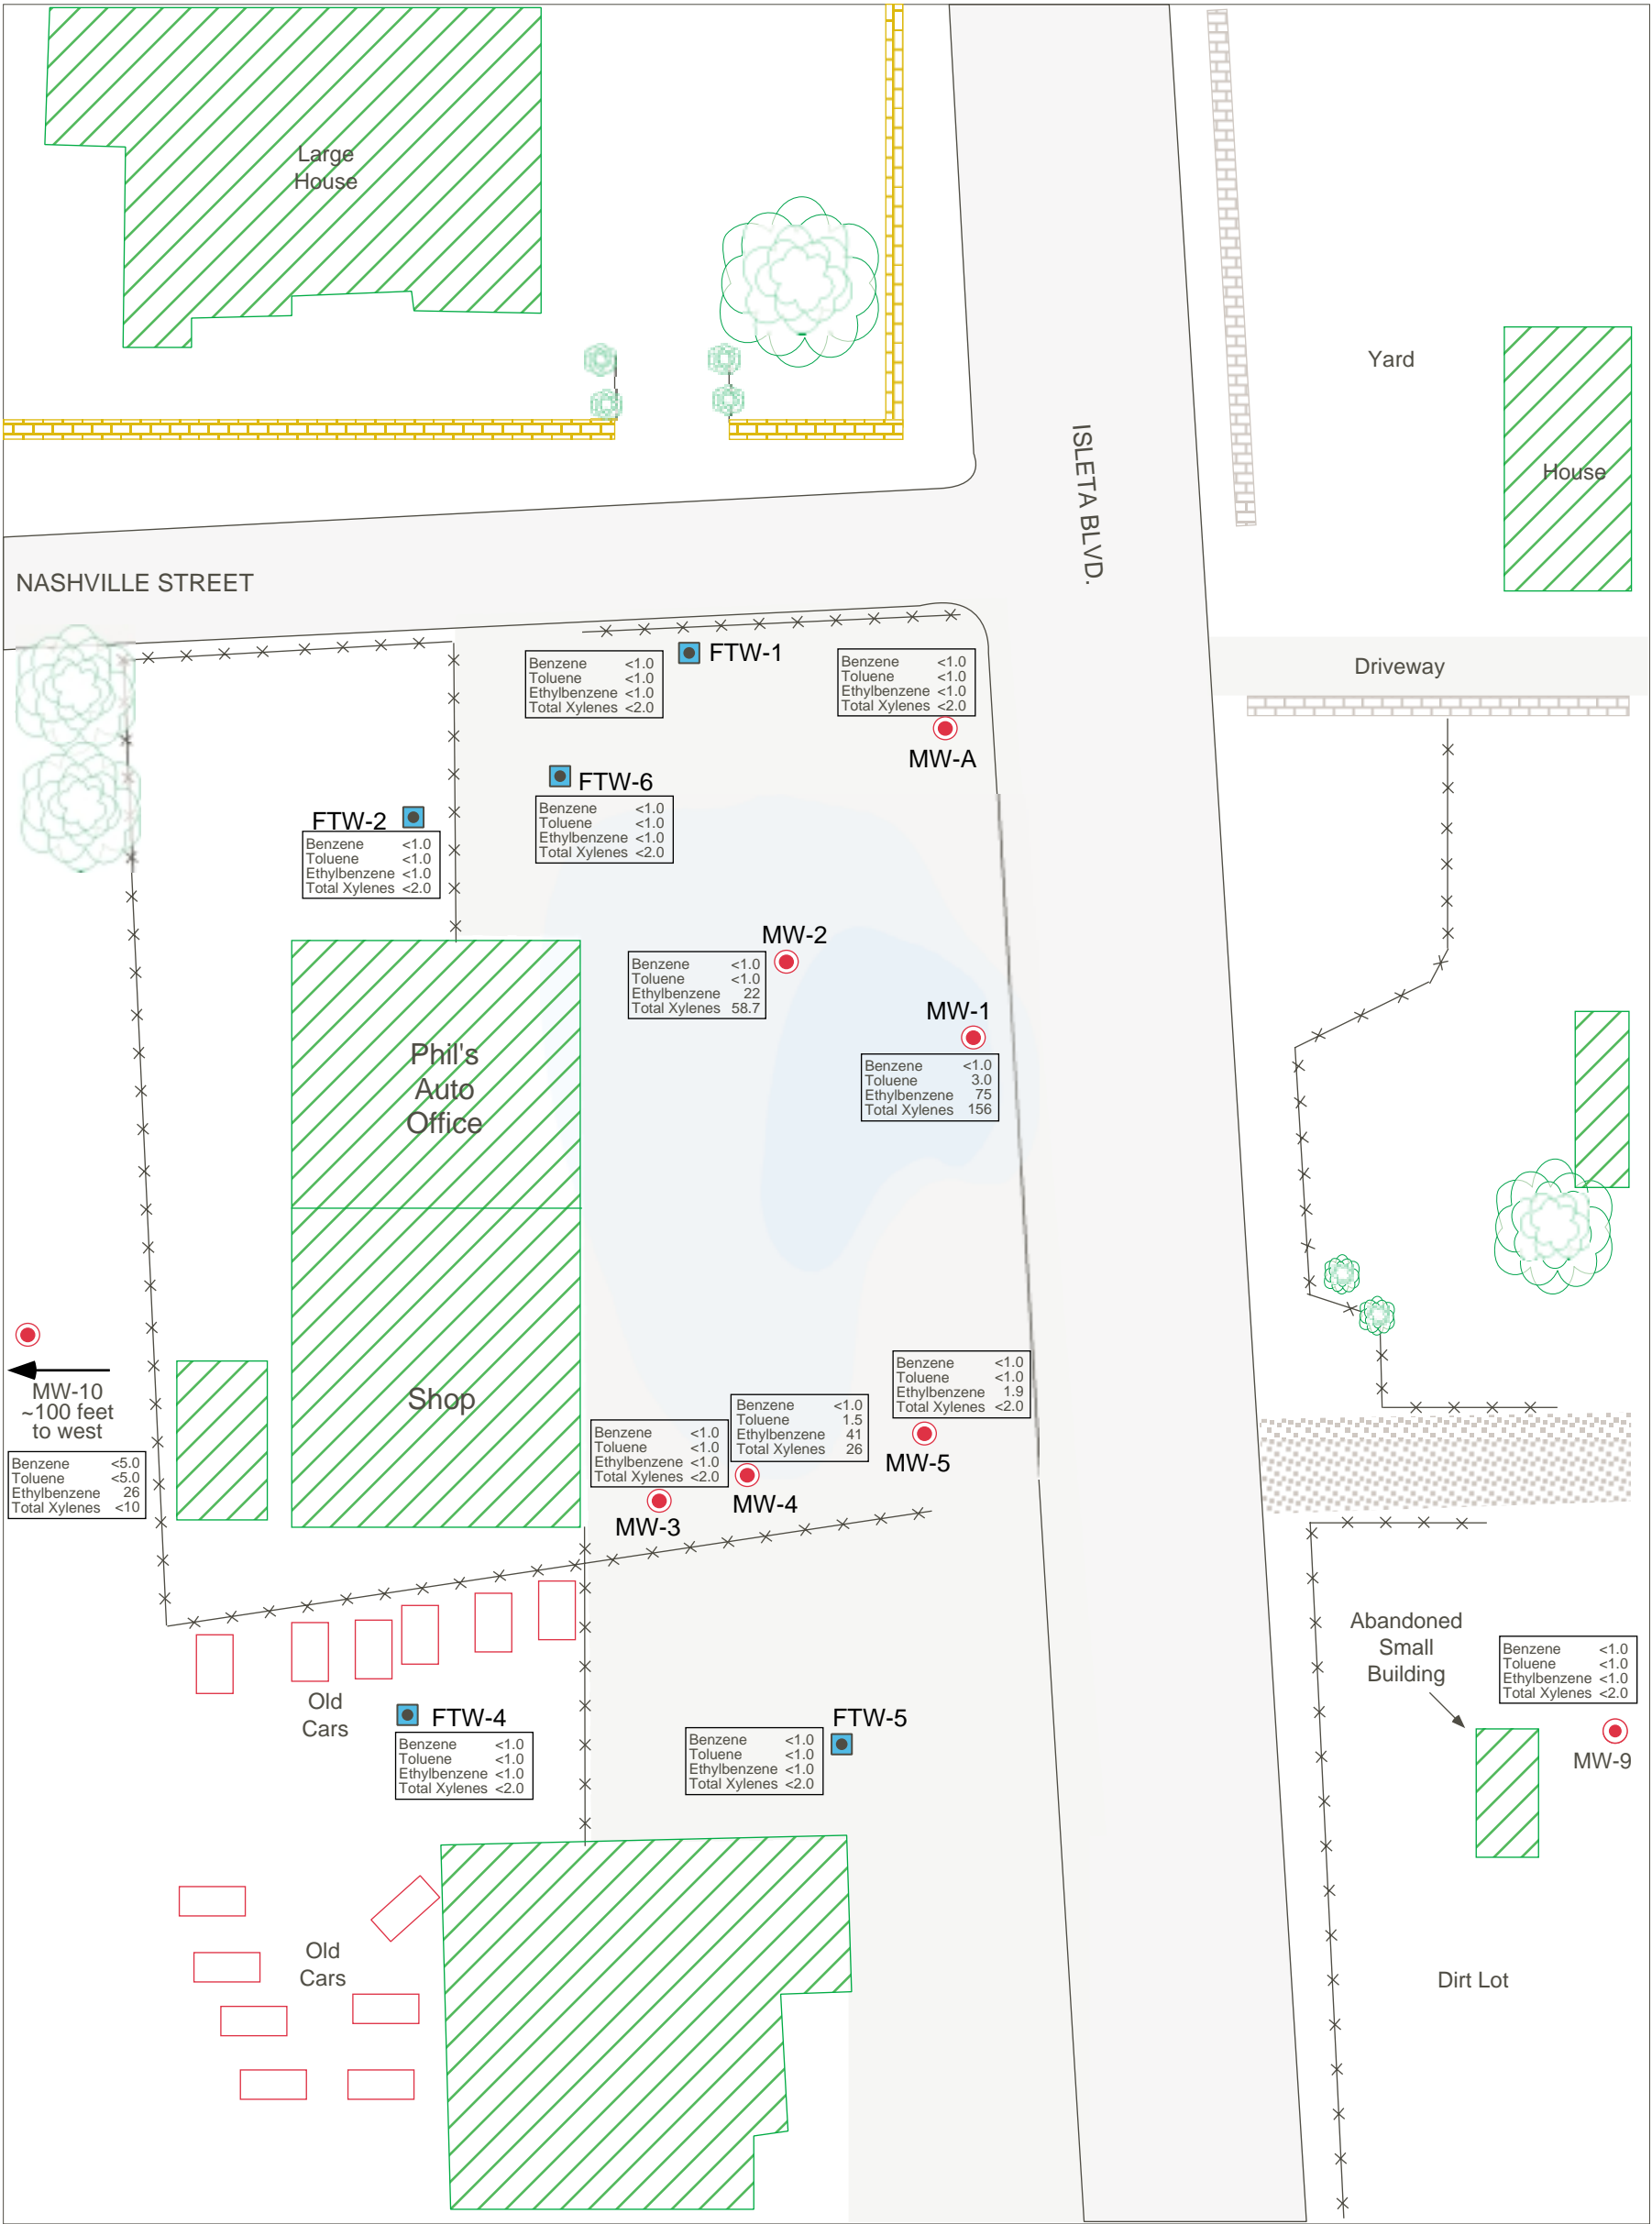 Large
House
Yard
ISLETA BLVD.
House
NASHVILLE STREET
FTW-1
Benzene <1.0
Toluene <1.0
Ethylbenzene <1.0
Total Xylenes <2.0
Benzene <1.0
Toluene <1.0
Ethylbenzene <1.0
Total Xylenes <2.0
MW-A
Driveway
FTW-6
Benzene <1.0
Toluene <1.0
Ethylbenzene <1.0
Total Xylenes <2.0
FTW-2
Benzene <1.0
Toluene <1.0
Ethylbenzene <1.0
Total Xylenes <2.0
MW-2
Benzene <1.0
Toluene <1.0
Ethylbenzene 22
Total Xylenes 58.7
MW-1
Benzene <1.0
Toluene 3.0
Ethylbenzene 75
Total Xylenes 156
Phil's
Auto
Office
Shop
MW-10
~100 feet
to west
Benzene <5.0
Toluene <5.0
Ethylbenzene 26
Total Xylenes <10
Benzene <1.0
Toluene <1.0
Ethylbenzene <1.0
Total Xylenes <2.0
MW-3
Benzene <1.0
Toluene 1.5
Ethylbenzene 41
Total Xylenes 26
MW-4
Benzene <1.0
Toluene <1.0
Ethylbenzene 1.9
Total Xylenes <2.0
MW-5
Old
Cars
FTW-4
Benzene <1.0
Toluene <1.0
Ethylbenzene <1.0
Total Xylenes <2.0
FTW-5
Benzene <1.0
Toluene <1.0
Ethylbenzene <1.0
Total Xylenes <2.0
Abandoned
Small
Building
Benzene <1.0
Toluene <1.0
Ethylbenzene <1.0
Total Xylenes <2.0
MW-9
Old
Cars
Dirt Lot